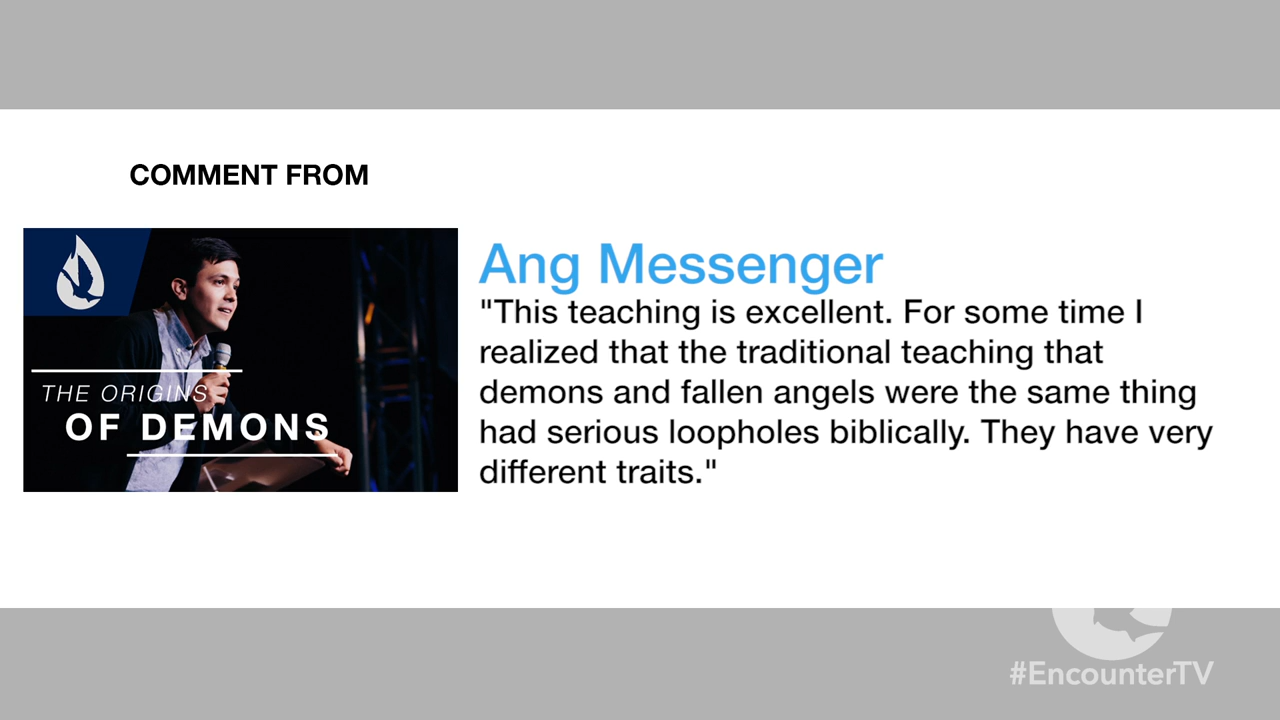 COMMENT FROM
THE ORIGINS
OF DEMONS
Ang Messenger
"This teaching is excellent. For some time I
realized that the traditional teaching that
demons and fallen angels were the same thing
had serious loopholes biblically. They have very
different traits."
#EncounterTV